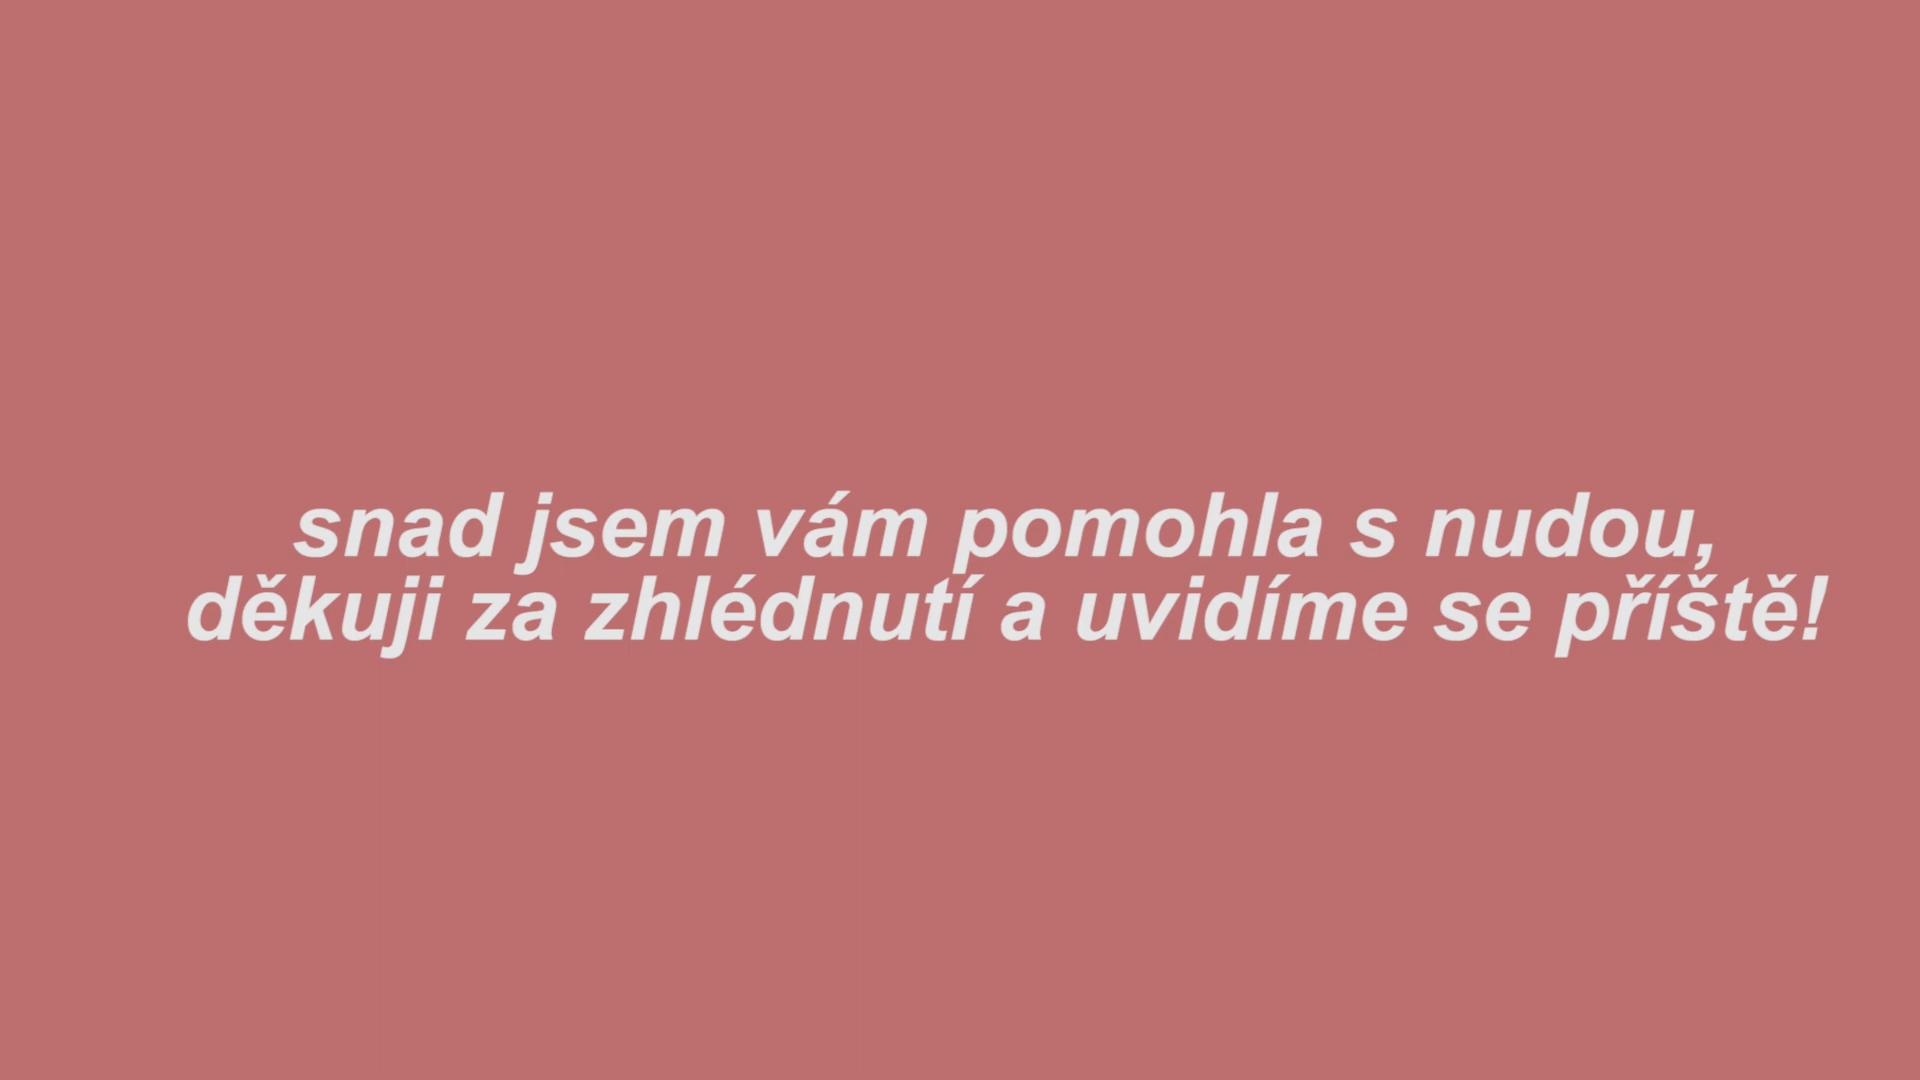 snad jsem vám pomohla s nudou,
děkuji za zhlédnutí a uvidíme se příště!